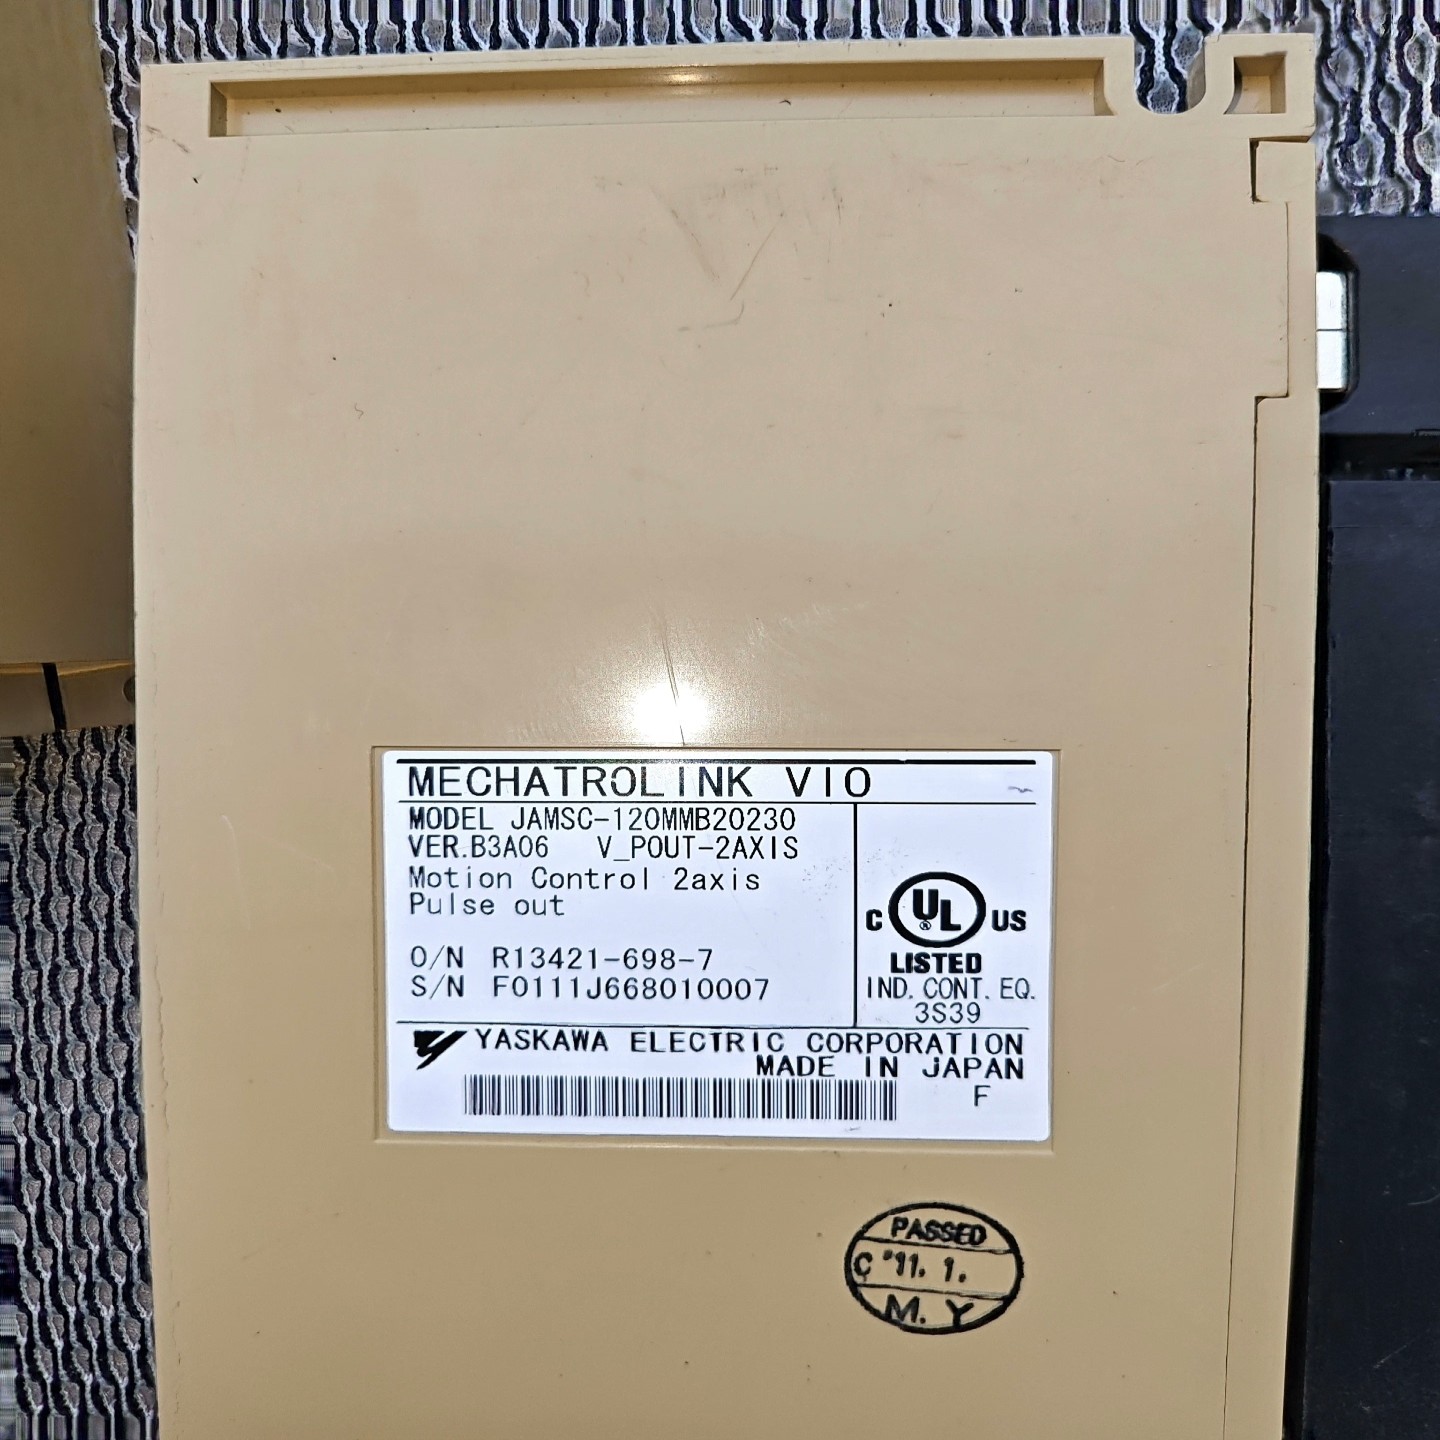 MECHATROLINK VIO
MODEL JAMSC-120MMB20230
VER.B3A06 V_POUT-2AXIS
Motion Control 2axis
Pulse out
O/N R13421-698-7
S/N F0111J668010007
C UL ® US
LISTED
IND. CONT. EQ.
3S39
YASKAWA ELECTRIC CORPORATION
MADE IN JAPAN
F
PASSED
C '11. 1.
M. Y